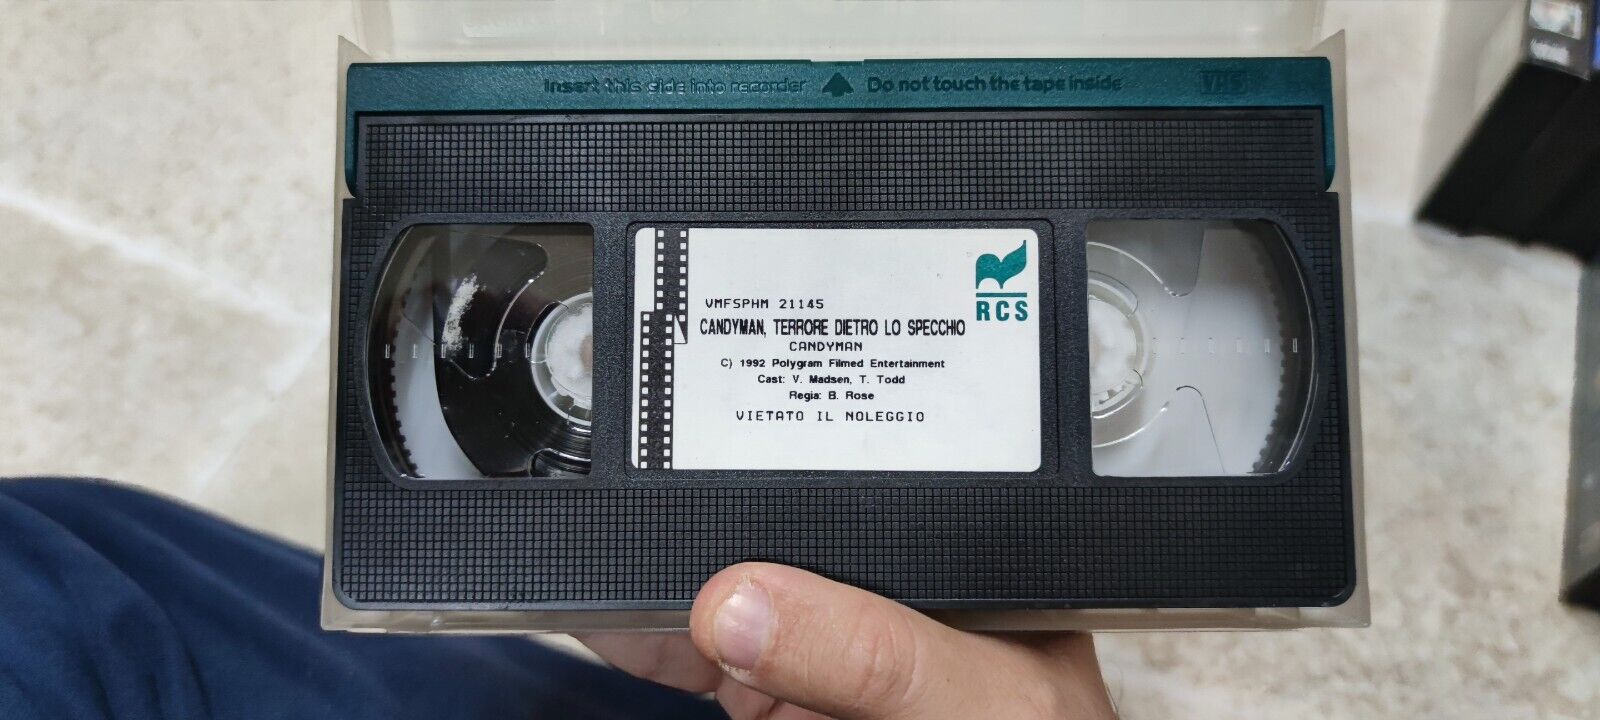 Insert this side into recorder Do not touch the tape inside VHS
RCS
VMFSPHM 21145
CANDYMAN, TERRORE DIETRO LO SPECCHIO
CANDYMAN
C) 1992 Polygram Filmed Entertainment
Cast: V. Madsen, T. Todd
Regia: B. Rose
VIETATO IL NOLEGGIO